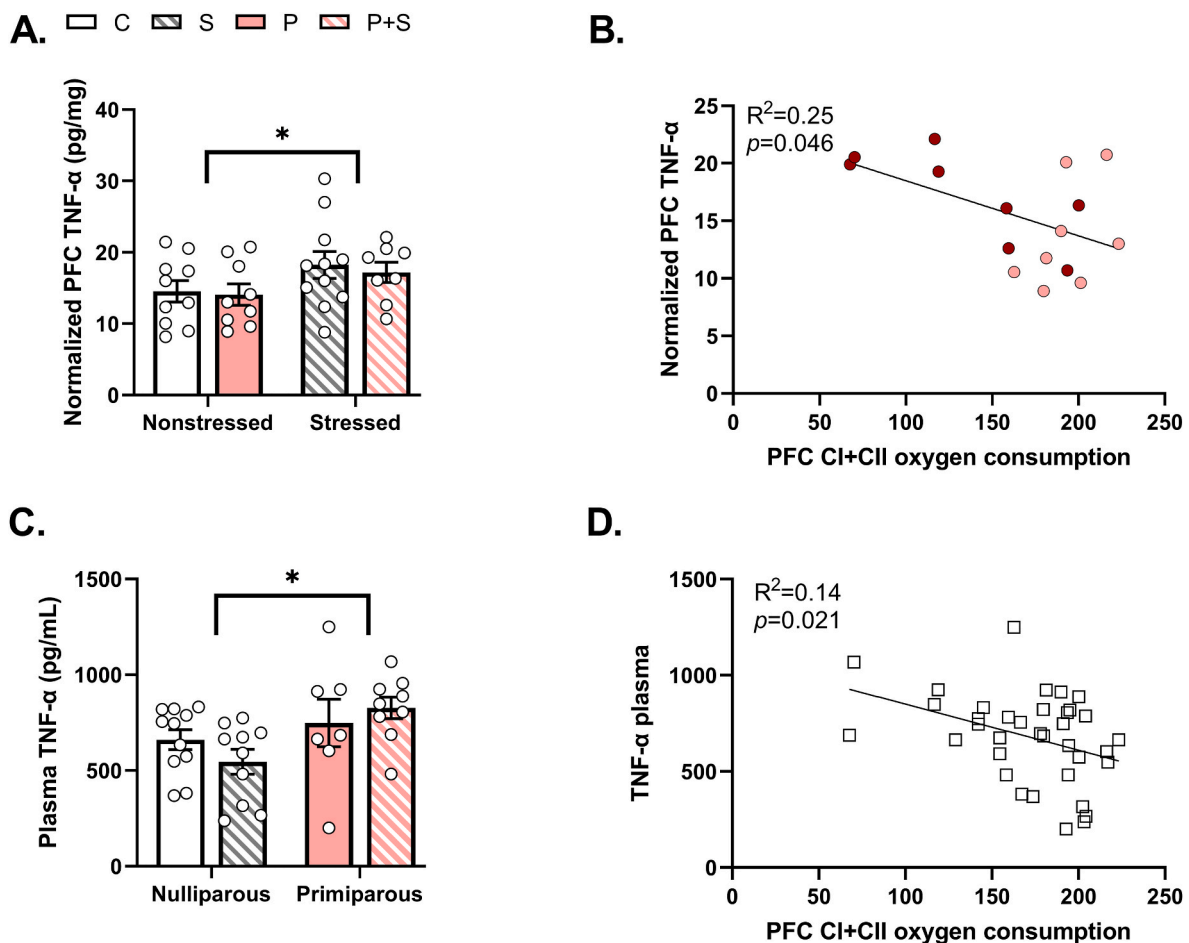 A.
C S P P+S
Normalized PFC TNF-α (pg/mg)
40
30
20
10
0
*
Nonstressed Stressed
B.
R²=0.25
p=0.046
Normalized PFC TNF-α
25
20
15
10
5
0
0 50 100 150 200 250
PFC CI+CII oxygen consumption
C.
Plasma TNF-α (pg/mL)
1500
1000
500
0
*
Nulliparous Primiparous
D.
R²=0.14
p=0.021
TNF-α plasma
1500
1000
500
0
0 50 100 150 200 250
PFC CI+CII oxygen consumption